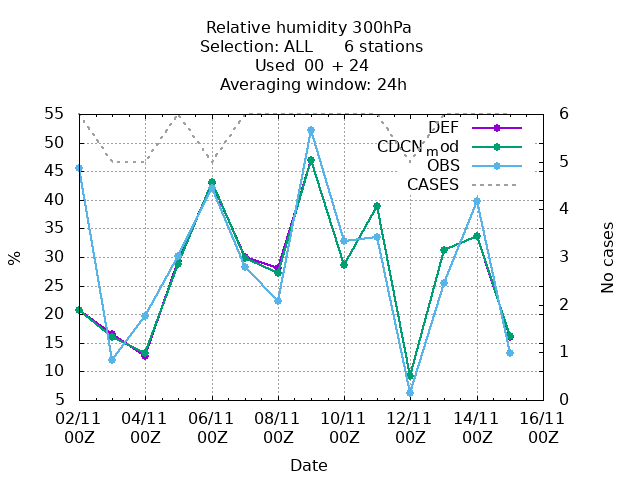 Relative humidity 300hPa
Selection: ALL 6 stations
Used 00 + 24
Averaging window: 24h
55
50
45
40
35
30
25
20
15
10
5
%
6
5
4
3
2
1
0
No cases
DEF
CDCN_mod
OBS
CASES
02/11 04/11 06/11 08/11 10/11 12/11 14/11 16/11
00Z 00Z 00Z 00Z 00Z 00Z 00Z 00Z
Date